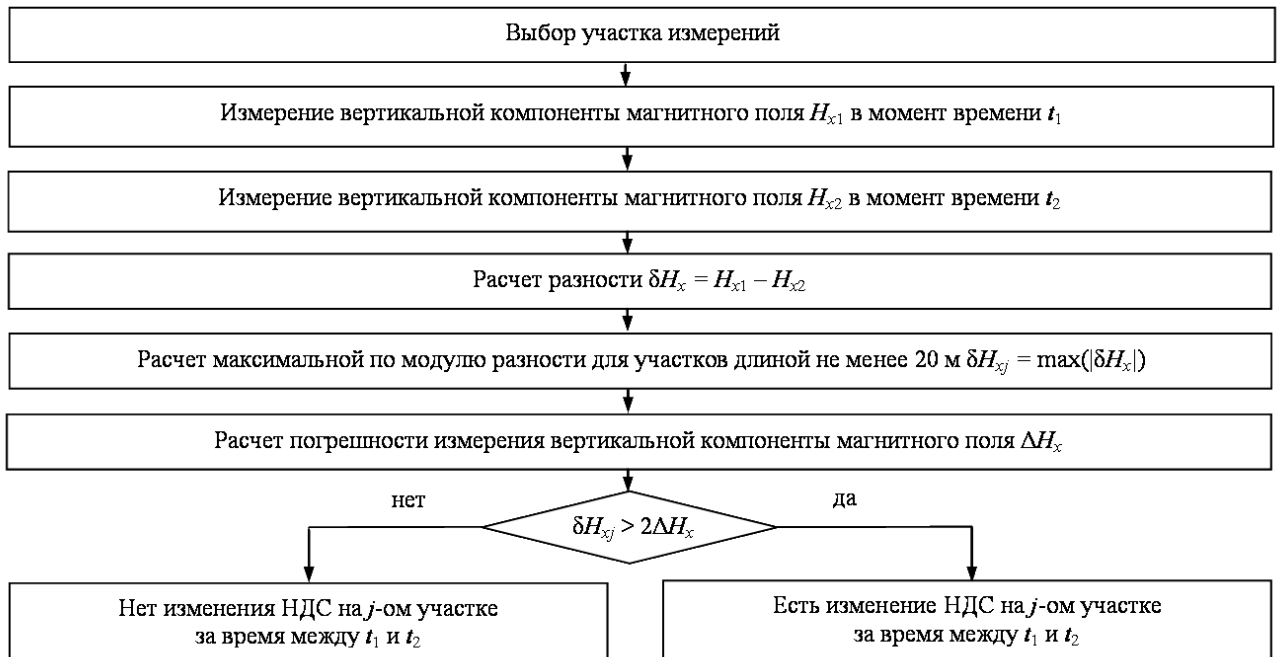 Выбор участка измерений
Измерение вертикальной компоненты магнитного поля Hx1 в момент времени t1
Измерение вертикальной компоненты магнитного поля Hx2 в момент времени t2
Расчет разности δHx = Hx1 – Hx2
Расчет максимальной по модулю разности для участков длиной не менее 20 м δHxj = max(|δHx|)
Расчет погрешности измерения вертикальной компоненты магнитного поля ΔHx
нет
да
δHxj > 2ΔHx
Нет изменения НДС на j-ом участке
за время между t1 и t2
Есть изменение НДС на j-ом участке
за время между t1 и t2